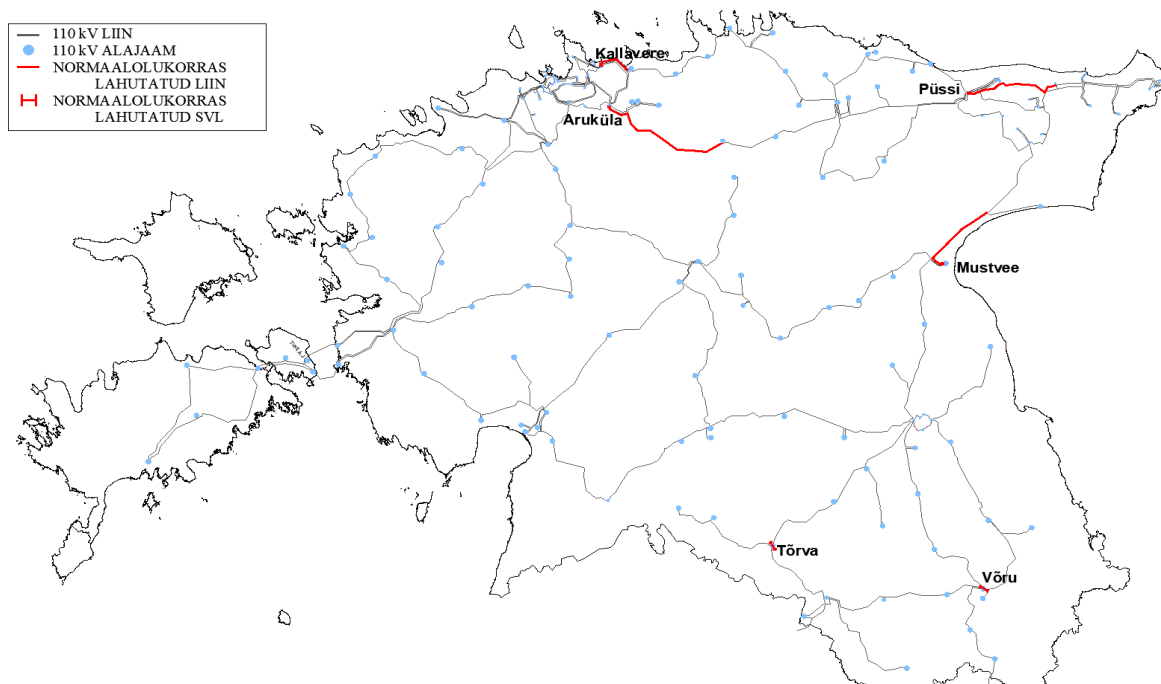 110 kV LIIN
110 kV ALAJAAM
NORMAALOLUKORRAS
LAHUTATUD LIIN
NORMAALOLUKORRAS
LAHUTATUD SVL
Kallavere
Püssi
Aruküla
Mustvee
Tõrva
Võru